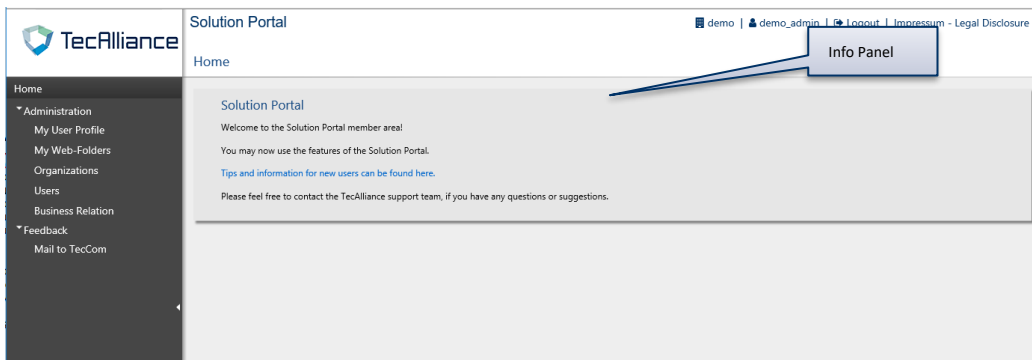 TecAlliance
Solution Portal
demo | demo_admin | Logout | Impressum - Legal Disclosure
Info Panel
Home
Home
Administration
My User Profile
My Web-Folders
Organizations
Users
Business Relation
Feedback
Mail to TecCom
Solution Portal
Welcome to the Solution Portal member area!
You may now use the features of the Solution Portal.
Tips and information for new users can be found here.
Please feel free to contact the TecAlliance support team, if you have any questions or suggestions.